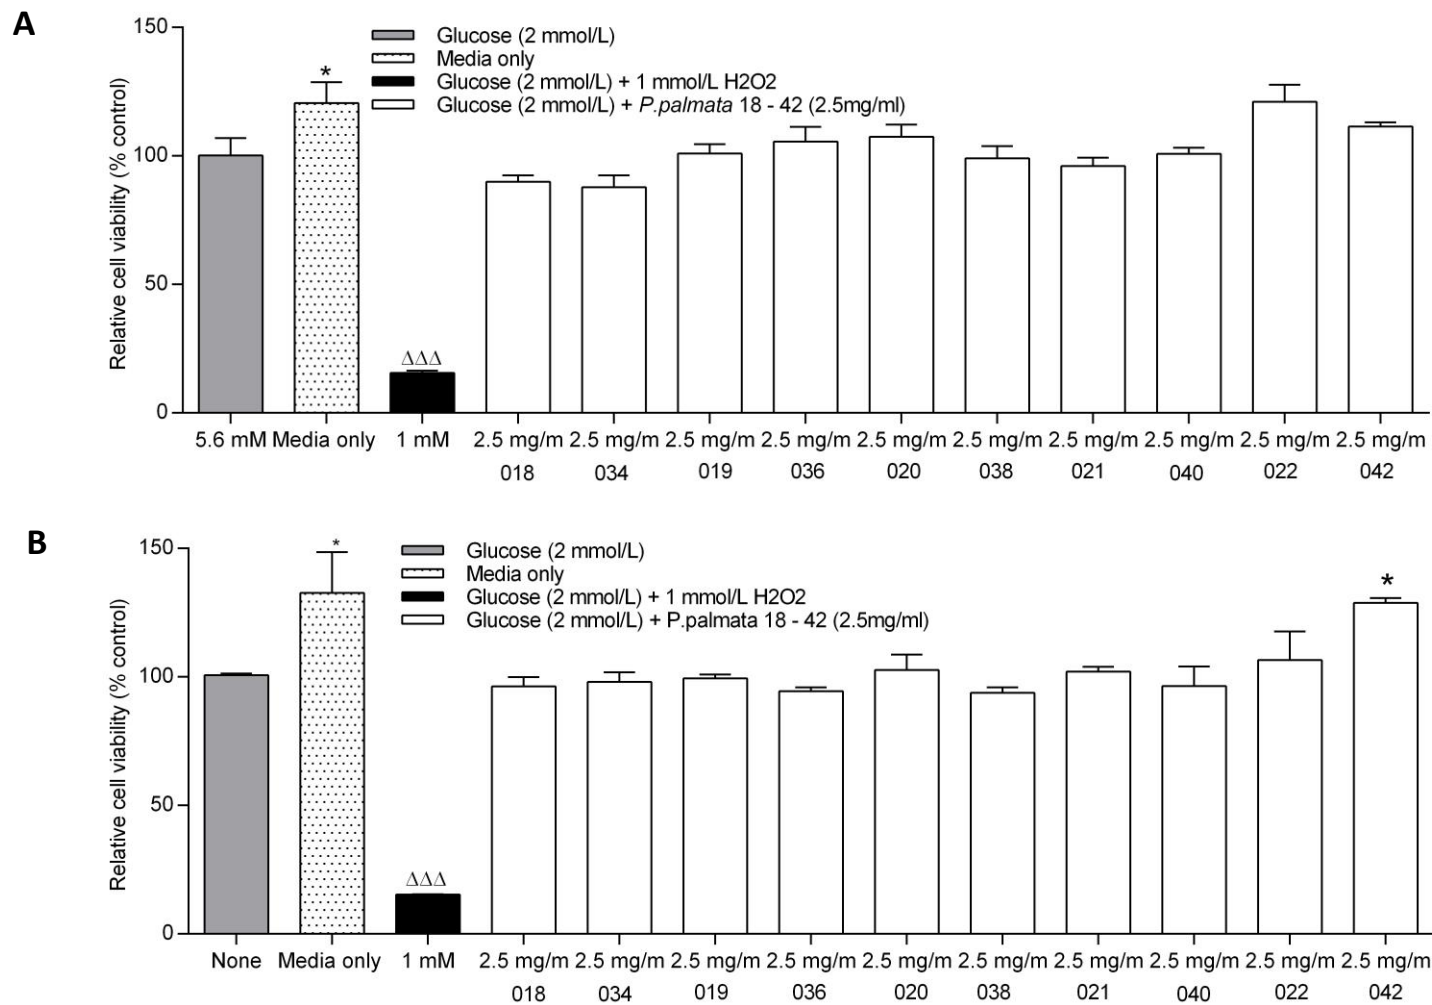 A
150
100
50
0
Relative cell viability (% control)
Glucose (2 mmol/L)
Media only
Glucose (2 mmol/L) + 1 mmol/L H2O2
Glucose (2 mmol/L) + P.palmata 18 - 42 (2.5mg/ml)
*
ΔΔΔ
5.6 mM Media only 1 mM 2.5 mg/m 2.5 mg/m 2.5 mg/m 2.5 mg/m 2.5 mg/m 2.5 mg/m 2.5 mg/m 2.5 mg/m 2.5 mg/m 2.5 mg/m
018 034 019 036 020 038 021 040 022 042
B
150
100
50
0
Relative cell viability (% control)
Glucose (2 mmol/L)
Media only
Glucose (2 mmol/L) + 1 mmol/L H2O2
Glucose (2 mmol/L) + P.palmata 18 - 42 (2.5mg/ml)
*
ΔΔΔ
*
None Media only 1 mM 2.5 mg/m 2.5 mg/m 2.5 mg/m 2.5 mg/m 2.5 mg/m 2.5 mg/m 2.5 mg/m 2.5 mg/m 2.5 mg/m 2.5 mg/m
018 034 019 036 020 038 021 040 022 042